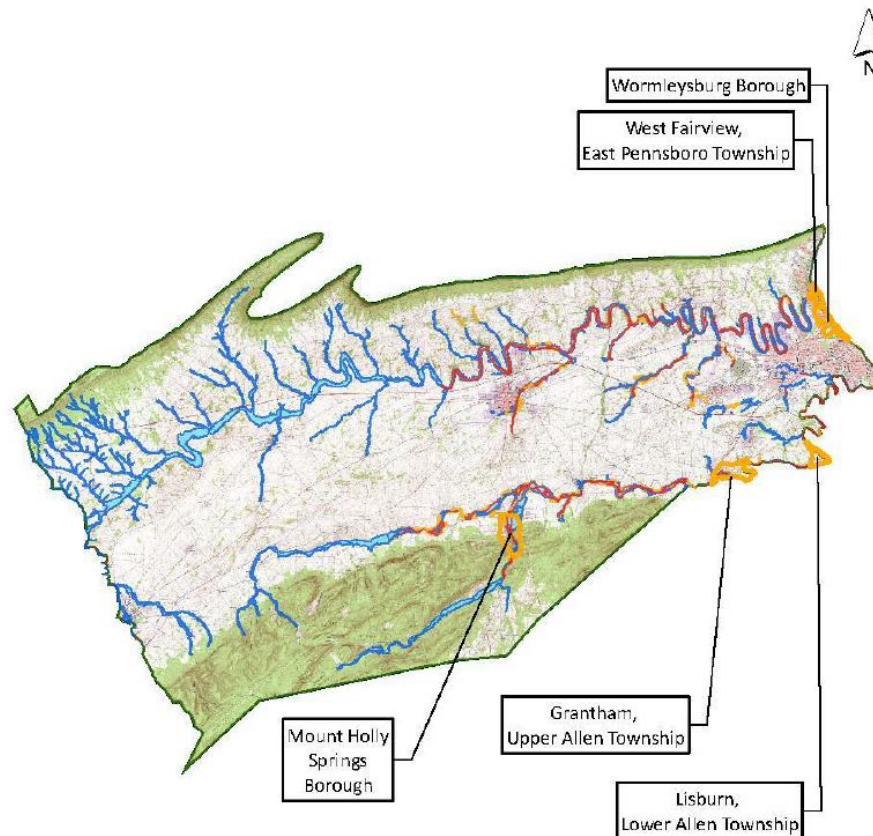 N
Wormleysburg Borough
West Fairview,
East Pennsboro Township
Mount Holly
Springs
Borough
Grantham,
Upper Allen Township
Lisburn,
Lower Allen Township